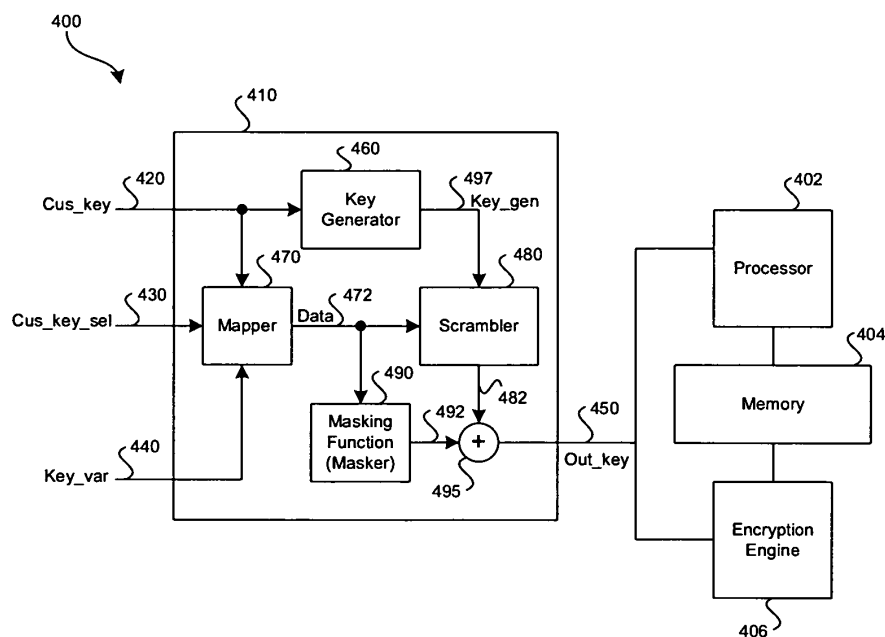 400
410
460
420
497
402
Cus_key
Key
Generator
Key_gen
470
480
Processor
430
472
404
Cus_key_sel
Mapper
Data
Scrambler
490
482
Memory
Masking
Function
(Masker)
492
450
440
+
Out_key
Key_var
495
Encryption
Engine
406